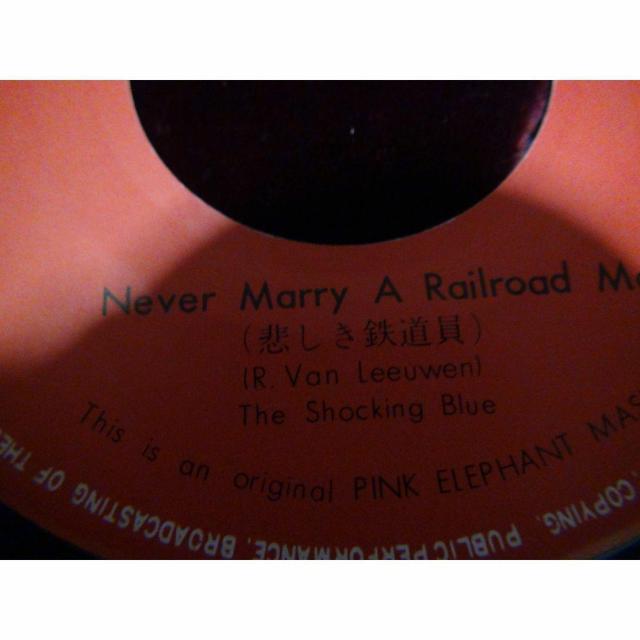 Never Marry A Railroad
(悲しき鉄道員)
(R. Van Leeuwen)
The Shocking Blue
This is an original PINK ELEPHANT
COPYING. PUBLIC PERFORMANCE. BROADCASTING OF THE